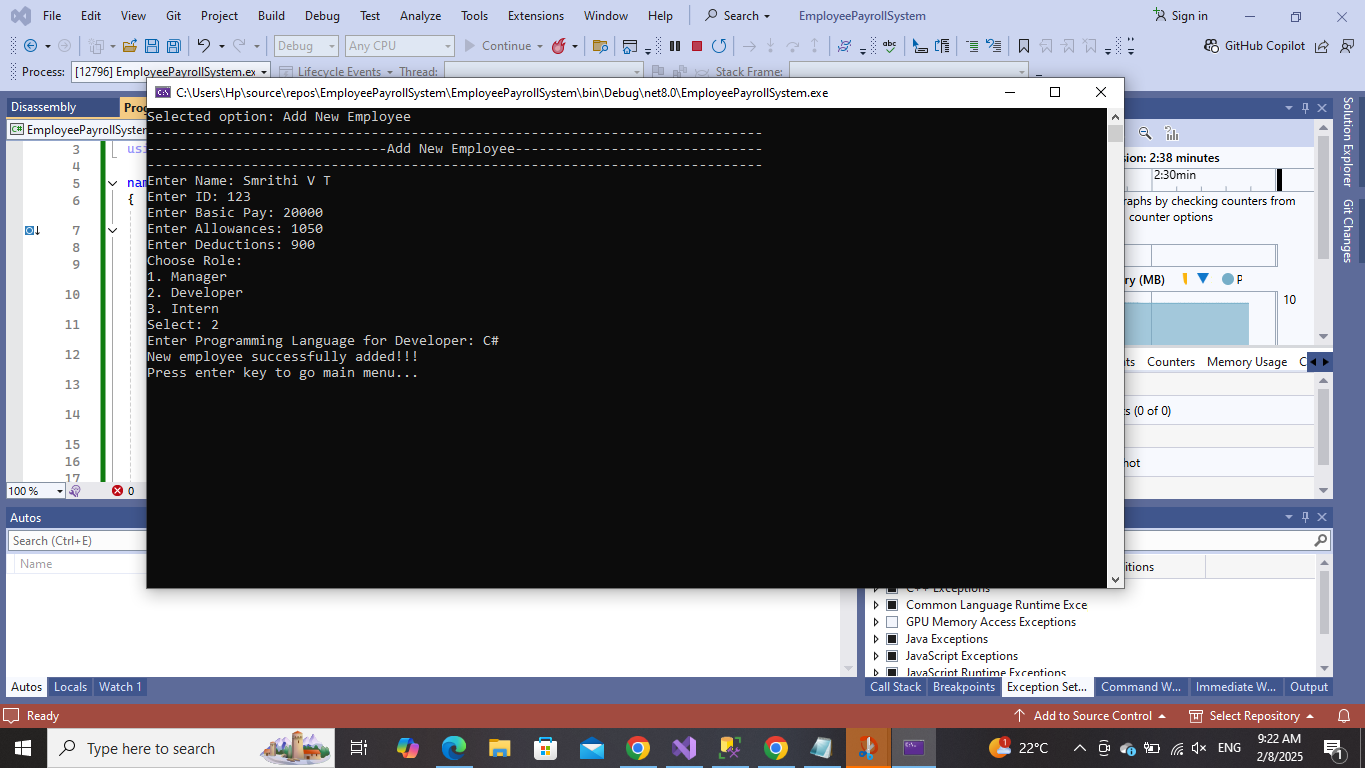 File Edit View Git Project Build Debug Test Analyze Tools Extensions Window Help Search EmployeePayrollSystem Sign in
Debug Any CPU Continue GitHub Copilot
Process: [12796] EmployeePayrollSystem.ex Lifecycle Events Thread: Stack Frame:
C:\Users\Hp\source\repos\EmployeePayrollSystem\EmployeePayrollSystem\bin\Debug\net8.0\EmployeePayrollSystem.exe
Disassembly
C# EmployeePayrollSystem
3
4
5
6 {
7
8
9
10
11
12
13
14
15
16
17
100 % 0
Selected option: Add New Employee
-----------------------------------------------------------------------------
------------------------------Add New Employee-------------------------------
-----------------------------------------------------------------------------
Enter Name: Smrithi V T
Enter ID: 123
Enter Basic Pay: 20000
Enter Allowances: 1050
Enter Deductions: 900
Choose Role:
1. Manager
2. Developer
3. Intern
Select: 2
Enter Programming Language for Developer: C#
New employee successfully added!!!
Press enter key to go main menu...
sion: 2:38 minutes
2:30min
raphs by checking counters from
counter options
ry (MB) P
10
Counters Memory Usage C
ts (0 of 0)
hot
Solution Explorer
Git Changes
Autos
Search (Ctrl+E)
Name
itions
C++ Exceptions
Common Language Runtime Exce
GPU Memory Access Exceptions
Java Exceptions
JavaScript Exceptions
JavaScript Runtime Exceptions
Autos Locals Watch 1
Call Stack Breakpoints Exception Set... Command W... Immediate W... Output
Ready Add to Source Control Select Repository
Type here to search
22°C ENG
9:22 AM
2/8/2025
1